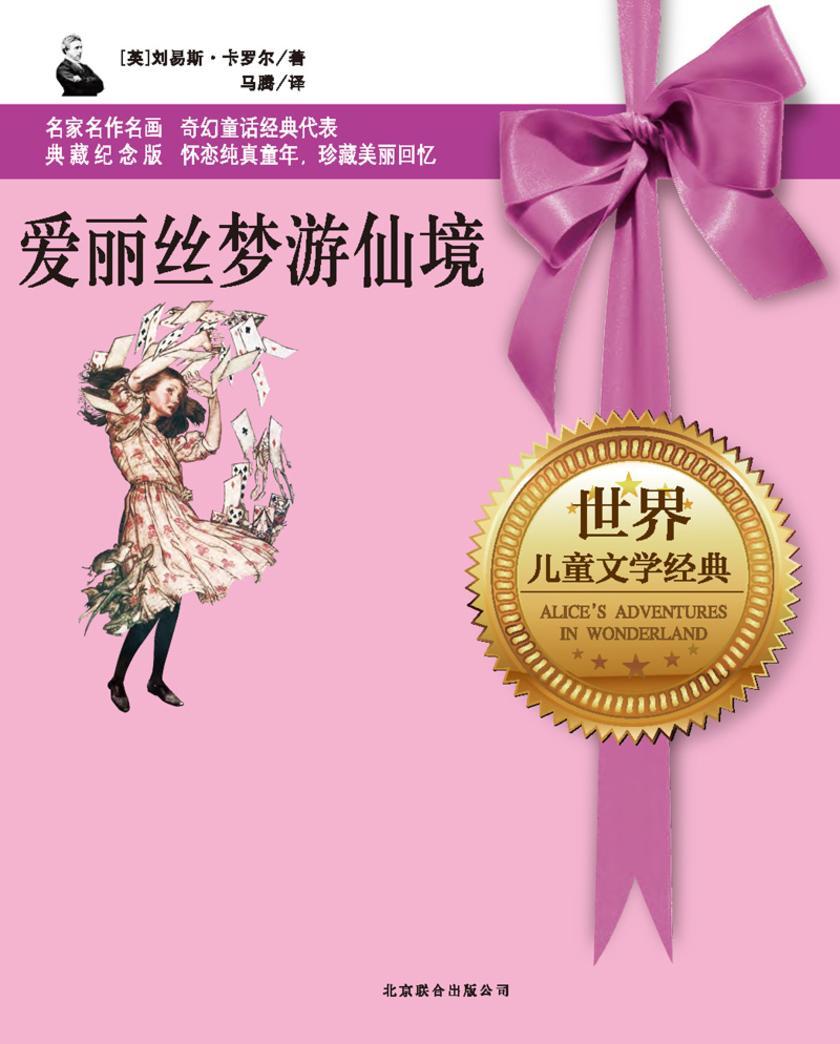 [英]刘易斯·卡罗尔/著
马腾/译
名家名作名画 奇幻童话经典代表
典藏纪念版 怀恋纯真童年，珍藏美丽回忆
爱丽丝梦游仙境
世界
儿童文学经典
ALICE'S ADVENTURES
IN WONDERLAND
北京联合出版公司